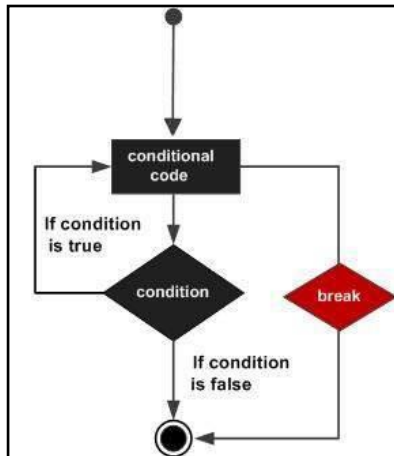 conditional
code
If condition
is true
condition
break
If condition
is false